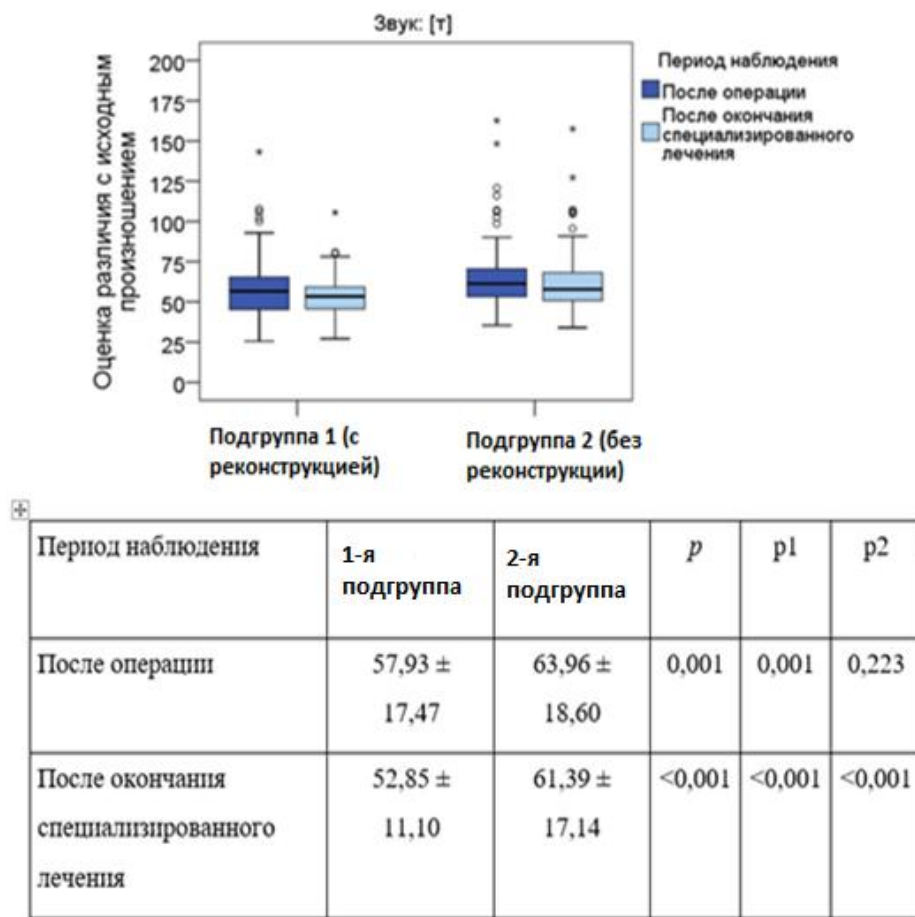 Звук: [т]
Оценка различия с исходным
произношением
200
175
150
125
100
75
50
25
0
Период наблюдения
После операции
После окончания
специализированного
лечения
Подгруппа 1 (с
реконструкцией)
Подгруппа 2 (без
реконструкции)
Период наблюдения
1-я
подгруппа
2-я
подгруппа
p
p1
p2
После операции
57,93 ±
17,47
63,96 ±
18,60
0,001
0,001
0,223
После окончания
специализированного
лечения
52,85 ±
11,10
61,39 ±
17,14
<0,001
<0,001
<0,001